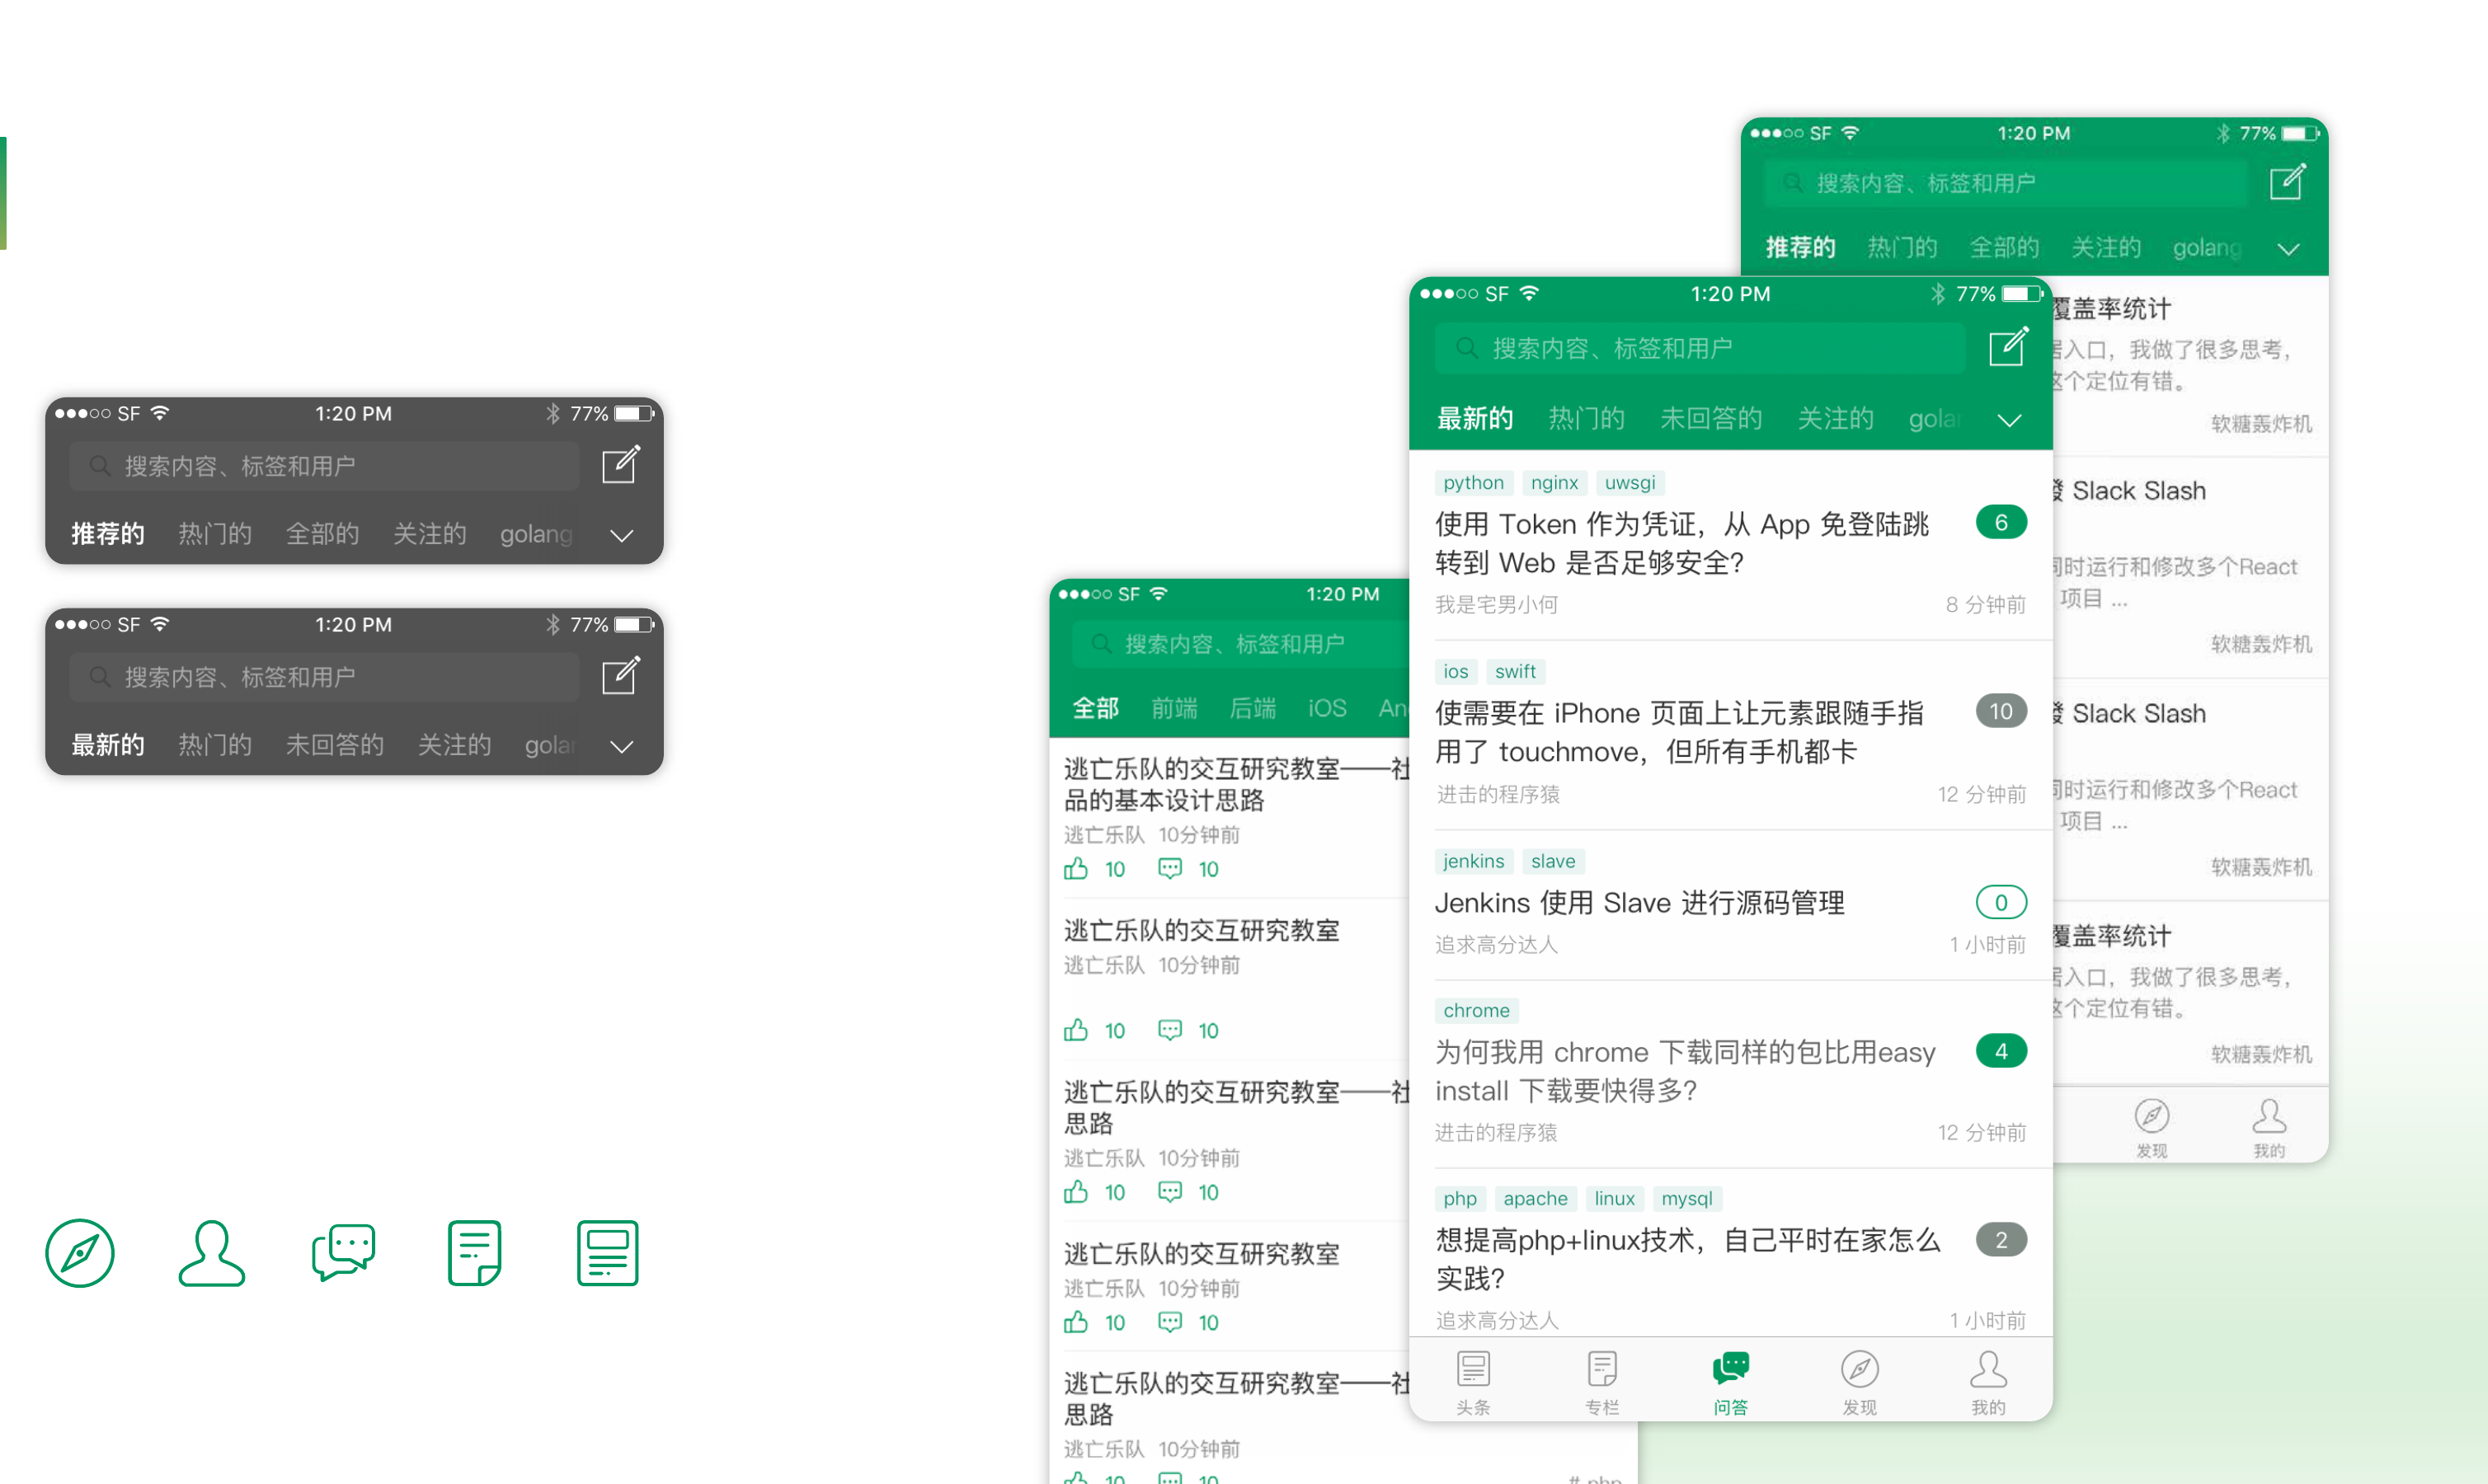 SF 1:20 PM 77%
搜索内容、标签和用户
推荐的 热门的 全部的 关注的 golang
SF 1:20 PM 77%
搜索内容、标签和用户
最新的 热门的 未回答的 关注的
SF 1:20 PM
搜索内容、标签和用户
全部 前端 后端 iOS
逃亡乐队的交互研究教室——社
品的基本设计思路
逃亡乐队 10分钟前
10 10
逃亡乐队的交互研究教室
逃亡乐队 10分钟前
10 10
逃亡乐队的交互研究教室——社
思路
逃亡乐队 10分钟前
10 10
逃亡乐队的交互研究教室
逃亡乐队 10分钟前
10 10
逃亡乐队的交互研究教室——社
思路
逃亡乐队 10分钟前
10 10
SF 1:20 PM 77%
搜索内容、标签和用户
最新的 热门的 未回答的 关注的
python nginx uwsgi
使用 Token 作为凭证，从 App 免登陆跳
转到 Web 是否足够安全？
6
我是宅男小何 8 分钟前
ios swift
使需要在 iPhone 页面上让元素跟随手指
用了 touchmove，但所有手机都卡
10
进击的程序猿 12 分钟前
jenkins slave
Jenkins 使用 Slave 进行源码管理
0
追求高分达人 1 小时前
chrome
为何我用 chrome 下载同样的包比用easy
install 下载要快得多？
4
进击的程序猿 12 分钟前
php apache linux mysql
想提高php+linux技术，自己平时在家怎么
实践？
2
追求高分达人 1 小时前
头条 专栏 问答 发现 我的
SF 1:20 PM 77%
搜索内容、标签和用户
推荐的 热门的 全部的 关注的 golang
覆盖率统计
入口，我做了很多思考，
这个定位有错。
软糖轰炸机
Slack Slash
同时运行和修改多个React
项目 ...
软糖轰炸机
Slack Slash
同时运行和修改多个React
项目 ...
软糖轰炸机
覆盖率统计
入口，我做了很多思考，
这个定位有错。
软糖轰炸机
发现 我的